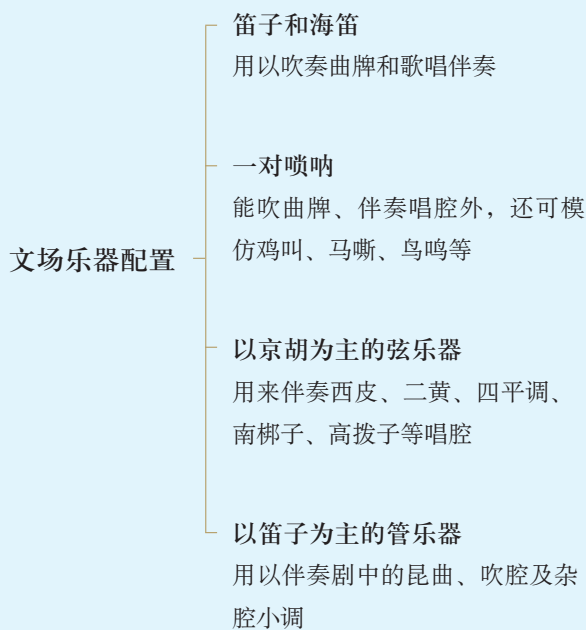 笛子和海笛
用以吹奏曲牌和歌唱伴奏
一对唢呐
能吹曲牌、伴奏唱腔外，还可模
仿鸡叫、马嘶、鸟鸣等
文场乐器配置
以京胡为主的弦乐器
用来伴奏西皮、二黄、四平调、
南梆子、高拨子等唱腔
以笛子为主的管乐器
用以伴奏剧中的昆曲、吹腔及杂
腔小调